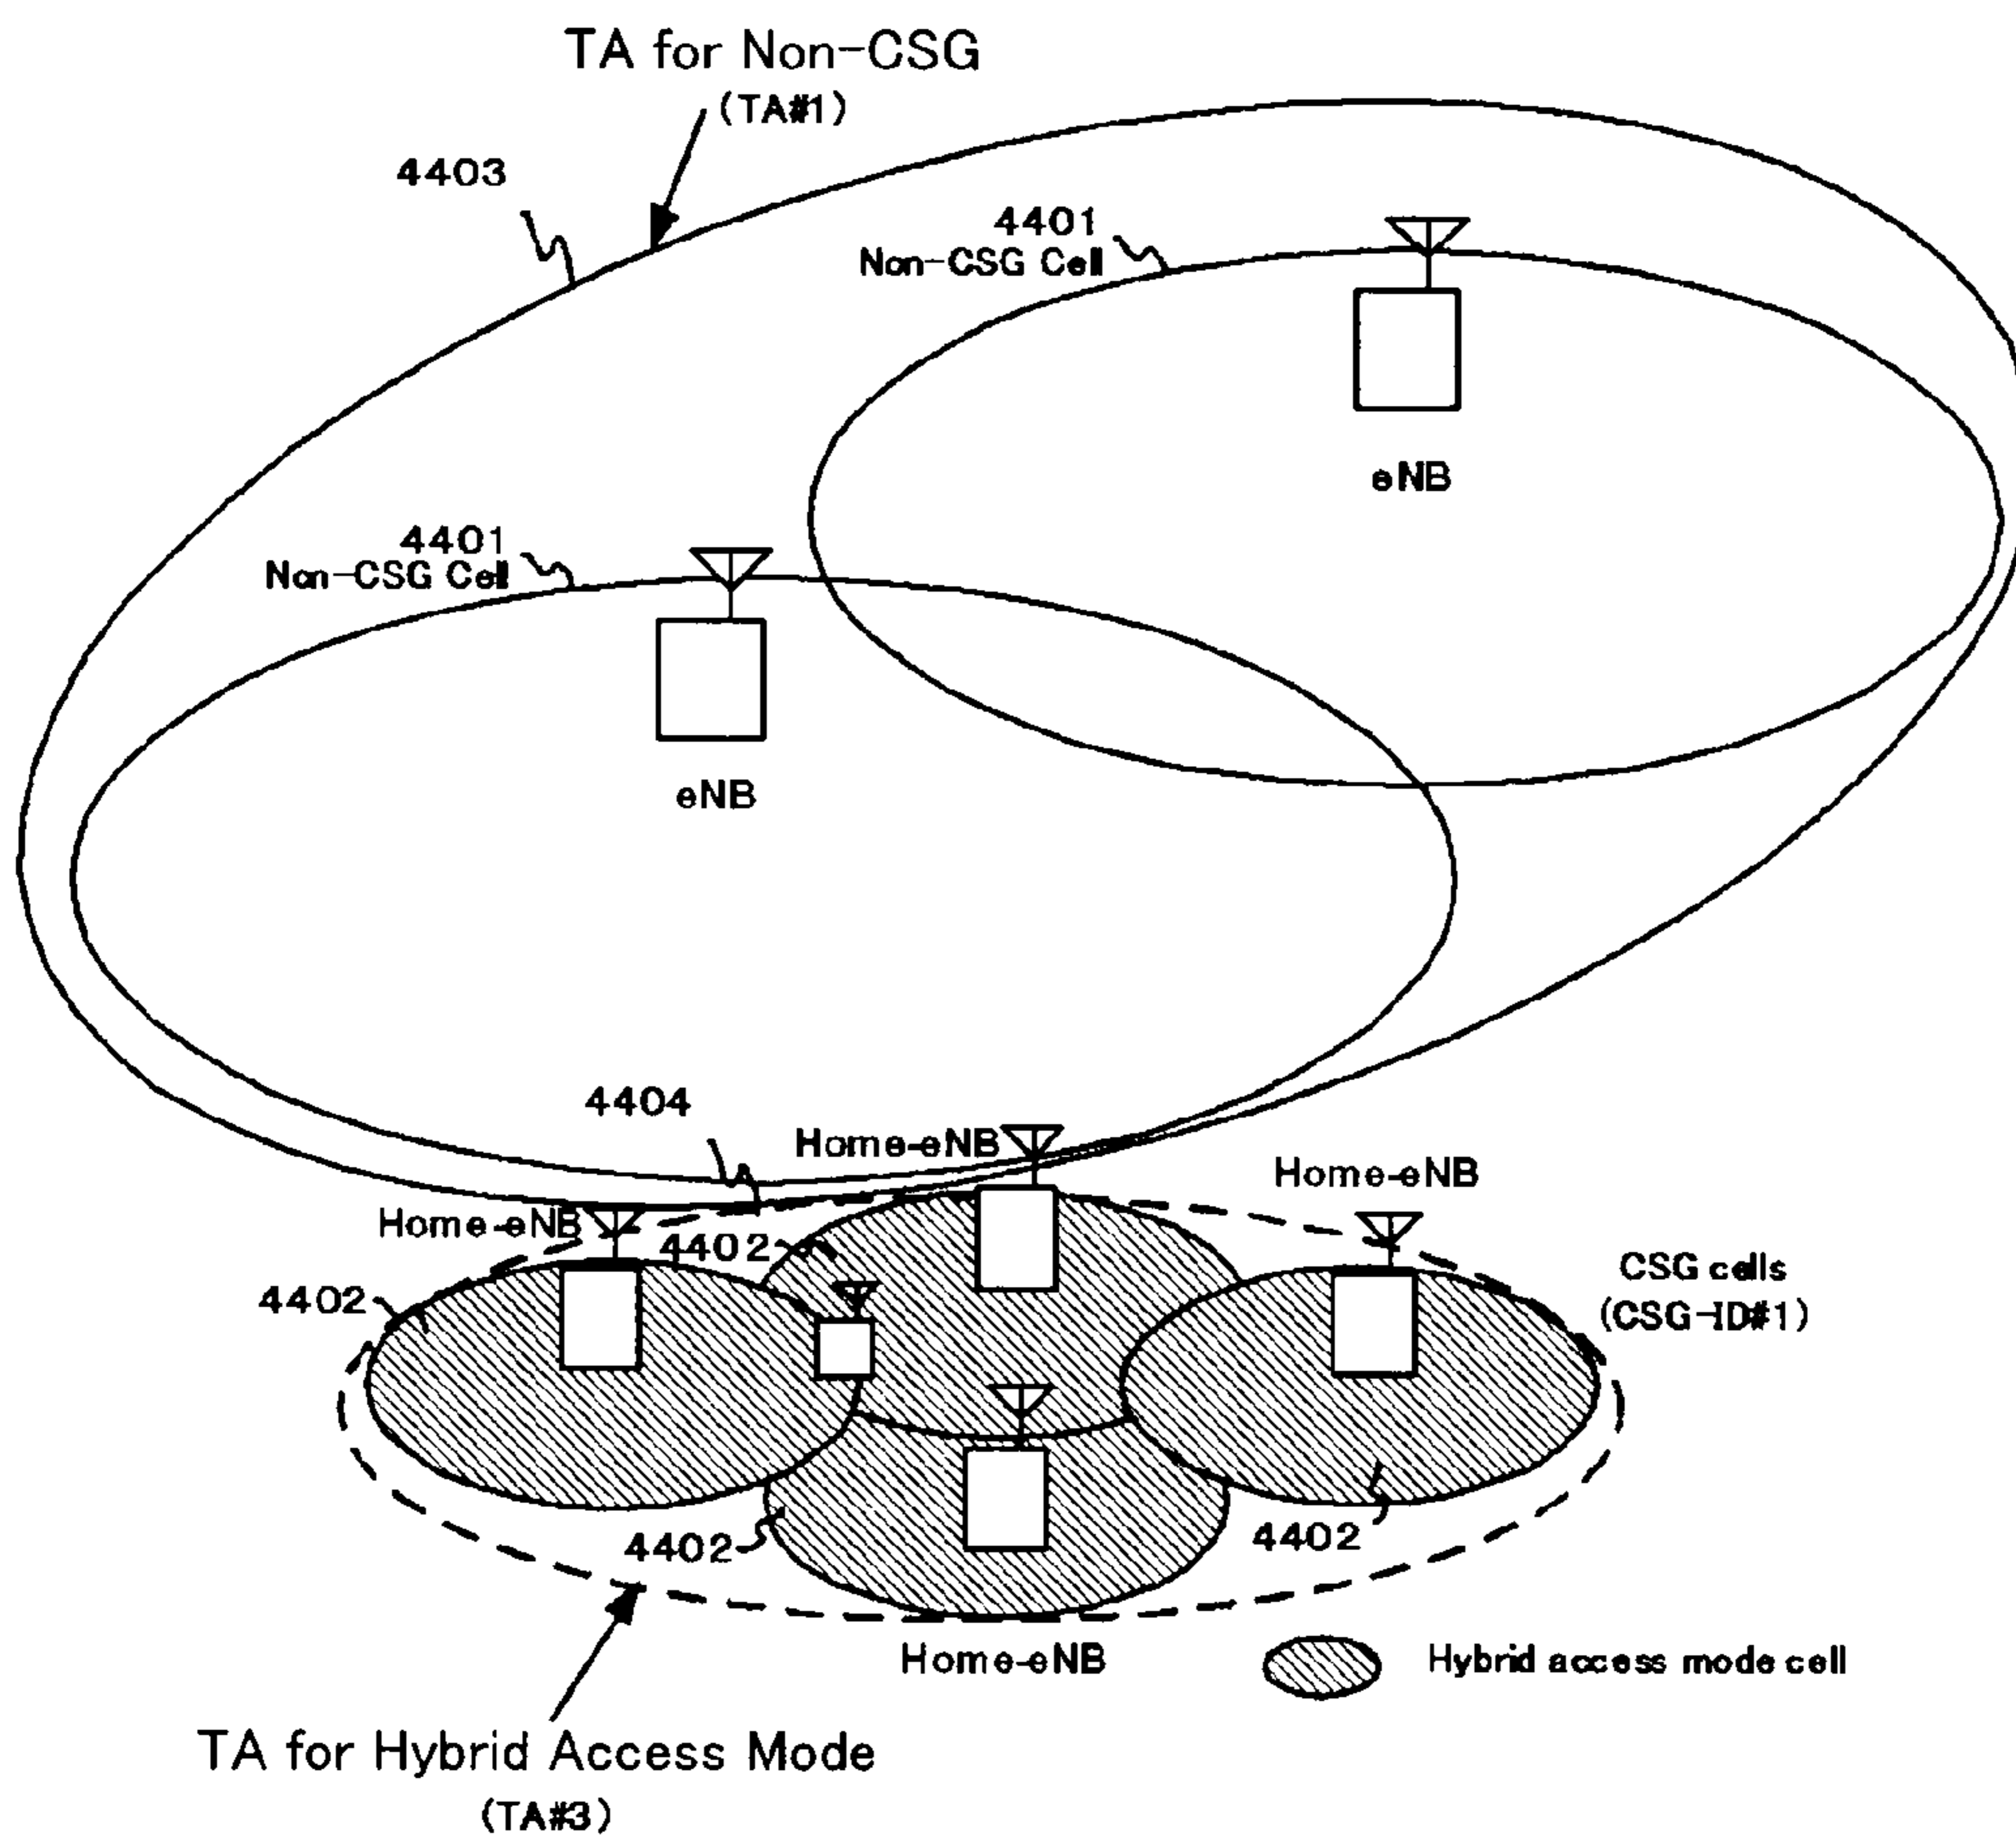 TA for Non-CSG
(TA#1)
4403
4401
Non-CSG Cell
eNB
4401
Non-CSG Cell
eNB
4404
Home-eNB
Home-eNB
Home-eNB
4402
4402
CSG cells
(CSG-ID#1)
4402
4402
Home-eNB
Hybrid access mode cell
TA for Hybrid Access Mode
(TA#3)